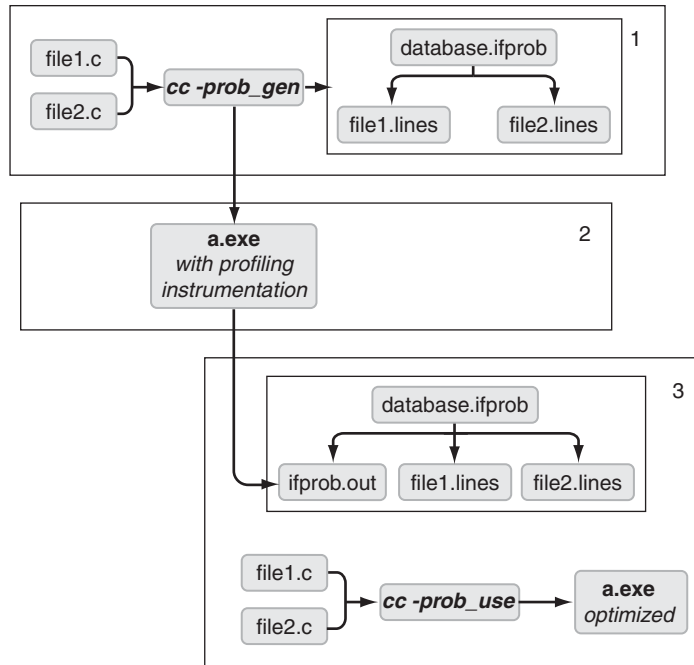 1
database.ifprob
file1.c
cc -prob_gen
file2.c
file1.lines
file2.lines
2
a.exe
with profiling
instrumentation
3
database.ifprob
ifprob.out
file1.lines
file2.lines
file1.c
cc -prob_use
file2.c
a.exe
optimized